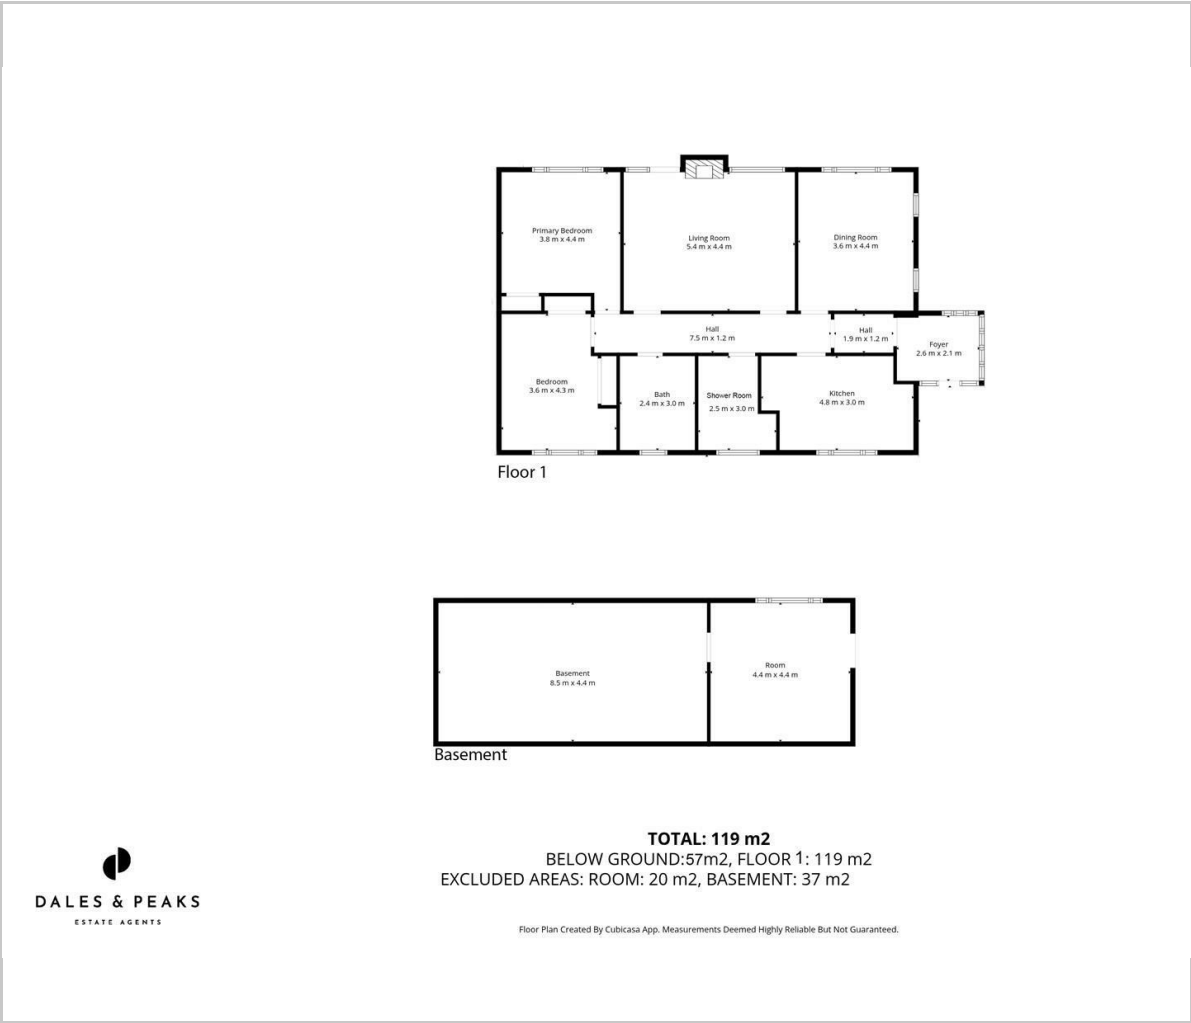 Primary Bedroom
3.8 m x 4.4 m
Living Room
5.4 m x 4.4 m
Dining Room
3.6 m x 4.4 m
Hall
7.5 m x 1.2 m
Hall
1.9 m x 1.2 m
Foyer
2.6 m x 2.1 m
Bedroom
3.6 m x 4.3 m
Bath
2.4 m x 3.0 m
Shower Room
2.5 m x 3.0 m
Kitchen
4.8 m x 3.0 m
Floor 1
Basement
8.5 m x 4.4 m
Room
4.4 m x 4.4 m
Basement
TOTAL: 119 m2
BELOW GROUND:57m2, FLOOR 1: 119 m2
EXCLUDED AREAS: ROOM: 20 m2, BASEMENT: 37 m2
DALES & PEAKS
ESTATE AGENTS
Floor Plan Created By Cubicasa App. Measurements Deemed Highly Reliable But Not Guaranteed.